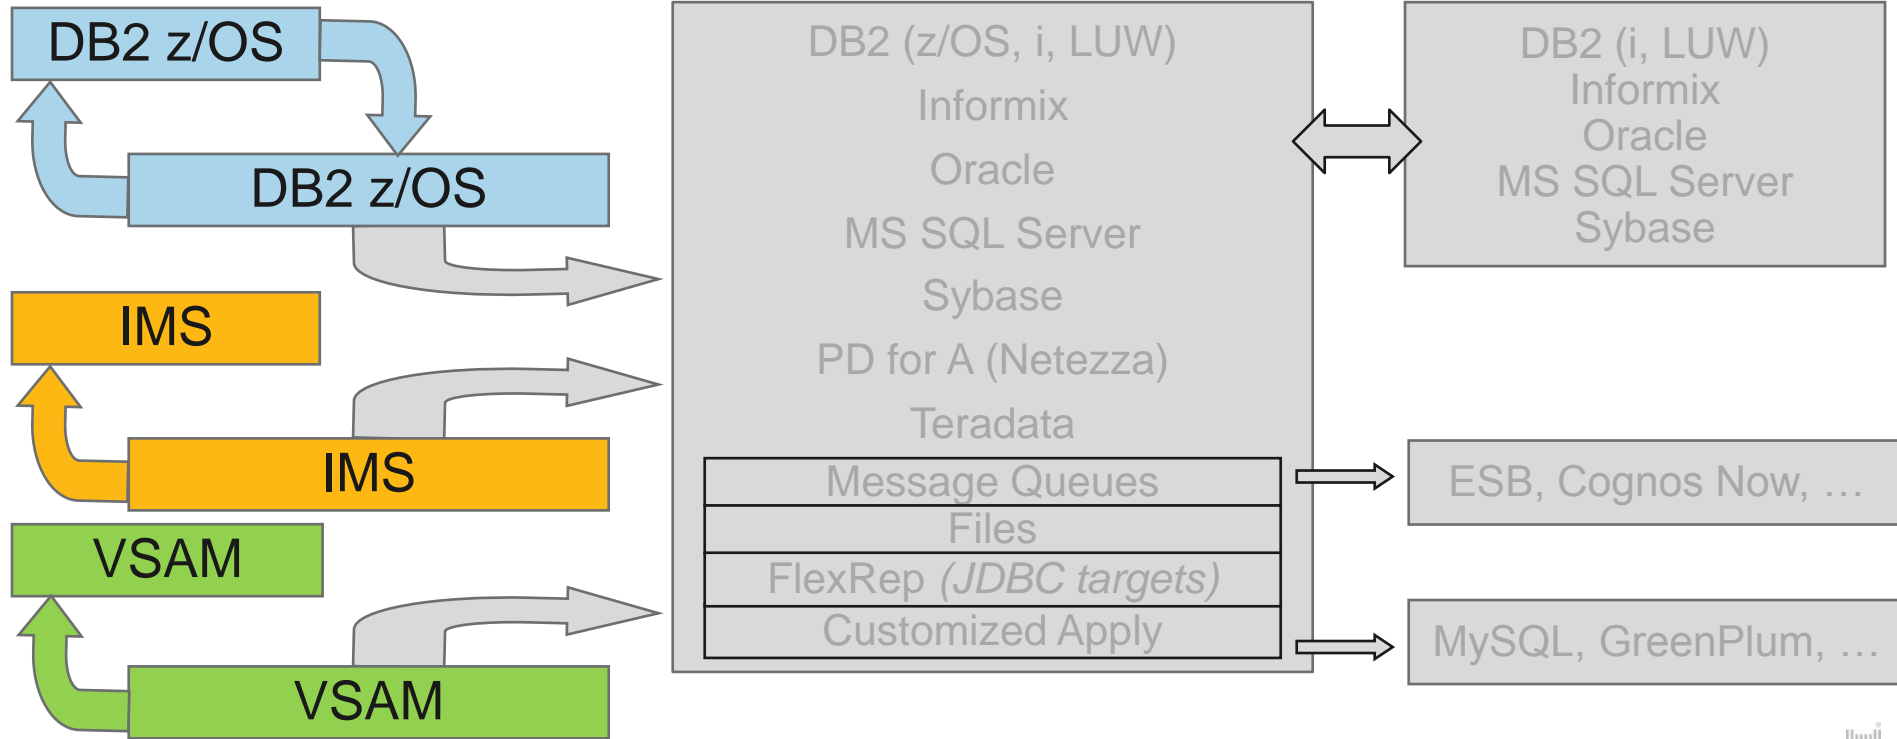 DB2 z/OS
DB2 z/OS
IMS
IMS
VSAM
VSAM
DB2 (z/OS, i, LUW)
Informix
Oracle
MS SQL Server
Sybase
PD for A (Netezza)
Teradata
Message Queues
Files
FlexRep (JDBC targets)
Customized Apply
DB2 (i, LUW)
Informix
Oracle
MS SQL Server
Sybase
ESB, Cognos Now, …
MySQL, GreenPlum, …